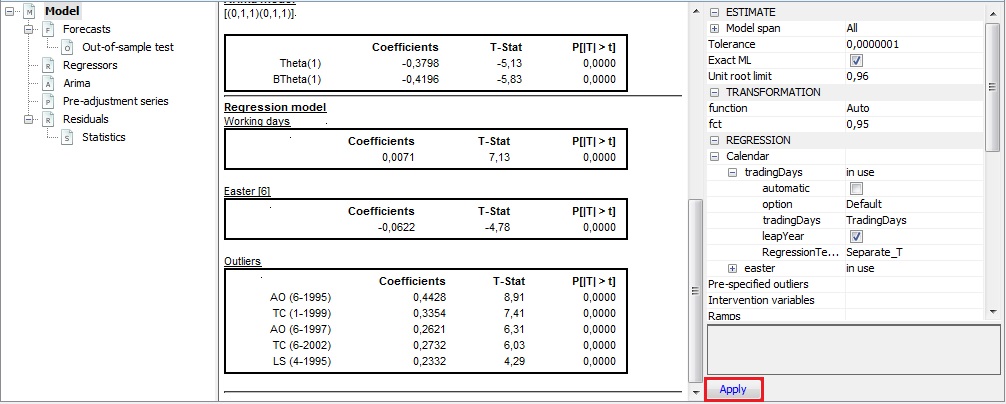 Model
Forecasts
Out-of-sample test
Regressors
Arima
Pre-adjustment series
Residuals
Statistics
Arima model
[(0,1,1)(0,1,1)].
Coefficients T-Stat P[|T| > t]
Theta(1) -0,3798 -5,13 0,0000
BTheta(1) -0,4196 -5,83 0,0000
Regression model
Working days
Coefficients T-Stat P[|T| > t]
0,0071 7,13 0,0000
Easter [6]
Coefficients T-Stat P[|T| > t]
-0,0622 -4,78 0,0000
Outliers
Coefficients T-Stat P[|T| > t]
AO (6-1995) 0,4428 8,91 0,0000
TC (1-1999) 0,3354 7,41 0,0000
AO (6-1997) 0,2621 6,31 0,0000
TC (6-2002) 0,2732 6,03 0,0000
LS (4-1995) 0,2332 4,29 0,0000
ESTIMATE
Model span All
Tolerance 0,0000001
Exact ML
Unit root limit 0,96
TRANSFORMATION
function Auto
fct 0,95
REGRESSION
Calendar
tradingDays in use
automatic
option Default
tradingDays TradingDays
leapYear
RegressionTe... Separate_T
easter in use
Pre-specified outliers
Intervention variables
Ramps
Apply